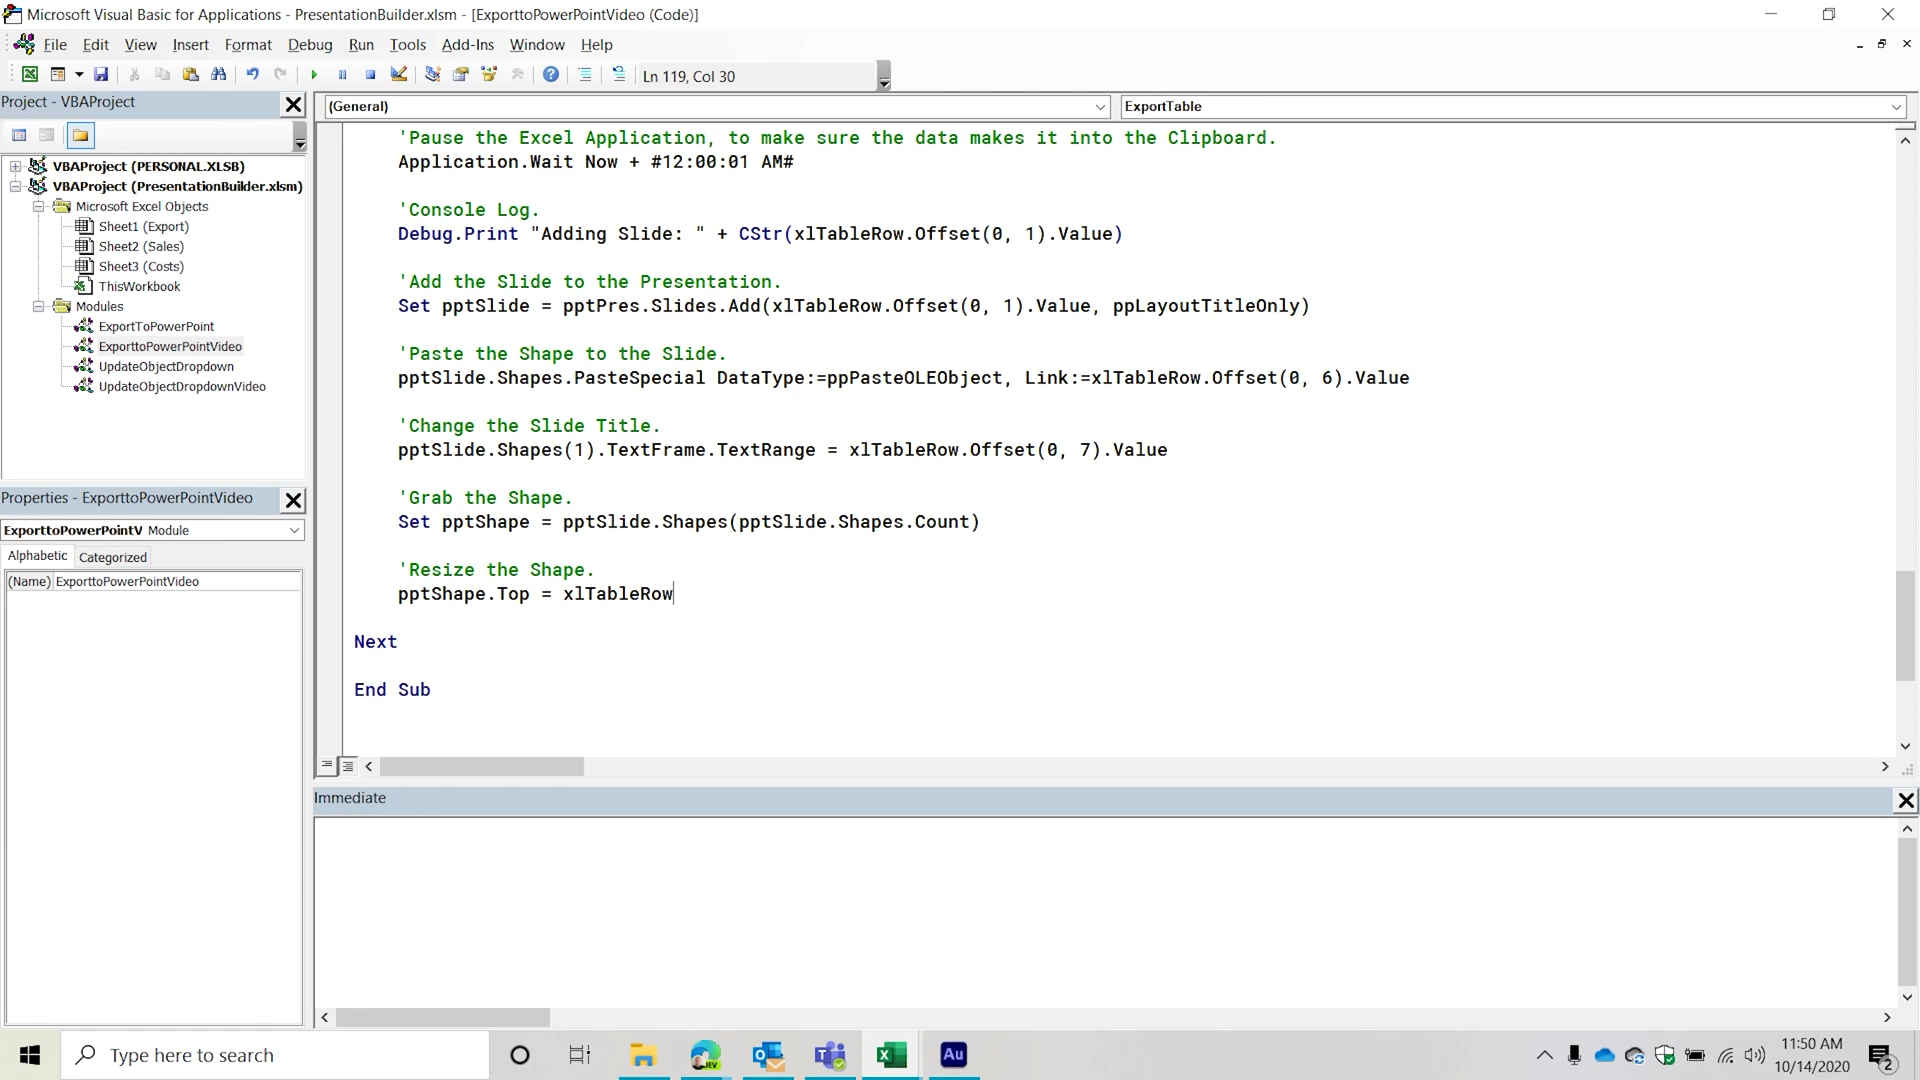 Microsoft Visual Basic for Applications - PresentationBuilder.xlsm - [ExporttoPowerPointVideo (Code)]
File Edit View Insert Format Debug Run Tools Add-Ins Window Help
Ln 119, Col 30
Project - VBAProject
(General)
ExportTable
VBAProject (PERSONAL.XLSB)
VBAProject (PresentationBuilder.xlsm)
Microsoft Excel Objects
Sheet1 (Export)
Sheet2 (Sales)
Sheet3 (Costs)
ThisWorkbook
Modules
ExportToPowerPoint
ExporttoPowerPointVideo
UpdateObjectDropdown
UpdateObjectDropdownVideo
Properties - ExporttoPowerPointVideo
ExporttoPowerPointV Module
Alphabetic Categorized
(Name) ExporttoPowerPointVideo
'Pause the Excel Application, to make sure the data makes it into the Clipboard.
Application.Wait Now + #12:00:01 AM#
'Console Log.
Debug.Print "Adding Slide: " + CStr(xlTableRow.Offset(0, 1).Value)
'Add the Slide to the Presentation.
Set pptSlide = pptPres.Slides.Add(xlTableRow.Offset(0, 1).Value, ppLayoutTitleOnly)
'Paste the Shape to the Slide.
pptSlide.Shapes.PasteSpecial DataType:=ppPasteOLEObject, Link:=xlTableRow.Offset(0, 6).Value
'Change the Slide Title.
pptSlide.Shapes(1).TextFrame.TextRange = xlTableRow.Offset(0, 7).Value
'Grab the Shape.
Set pptShape = pptSlide.Shapes(pptSlide.Shapes.Count)
'Resize the Shape.
pptShape.Top = xlTableRow
Next
End Sub
Immediate
Type here to search
DEV
Au
11:50 AM
10/14/2020
2